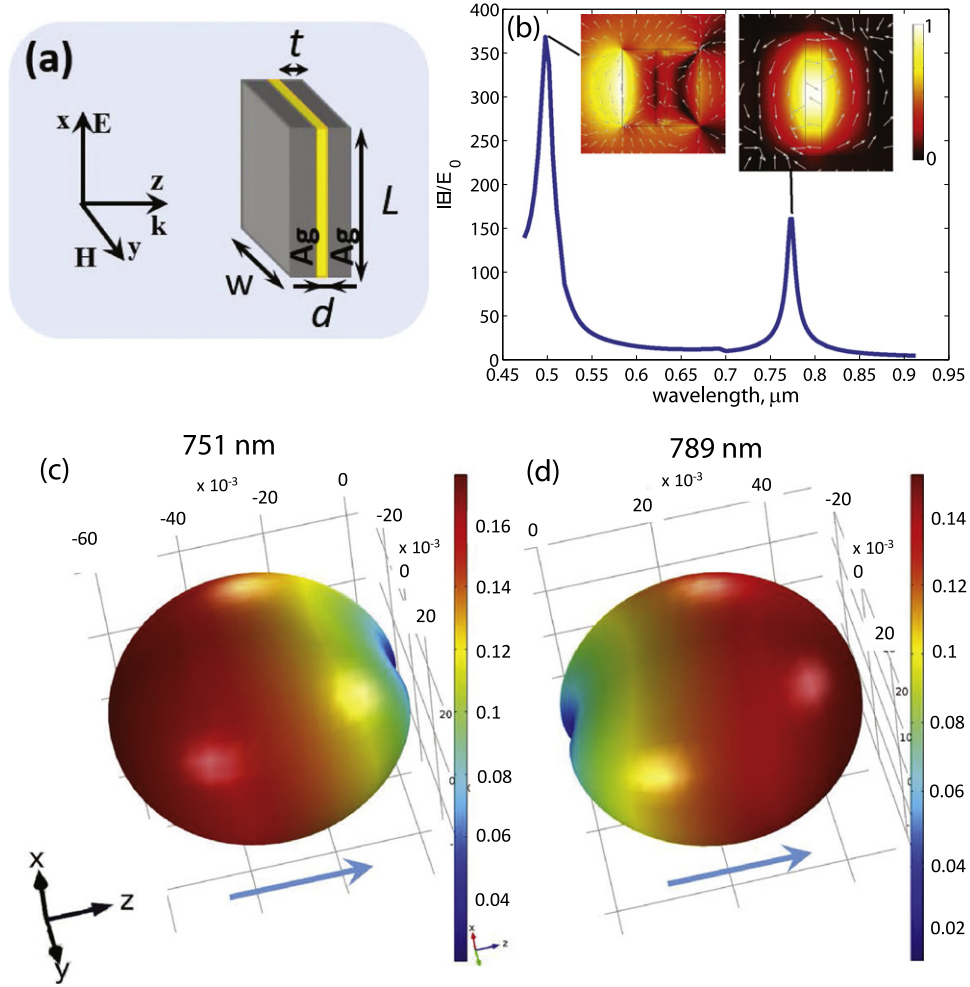 (a)
t
x E
z
k
H y
L
Ag Ag
w
d
(b)
400
350
300
250
200
150
100
50
0
|E|/E0
1
0
0.45 0.5 0.55 0.6 0.65 0.7 0.75 0.8 0.85 0.9 0.95
wavelength, μm
(c)
751 nm
x 10-3
-60 -40 -20 0
-20
x 10-3
0
20
20
0
0.16
0.14
0.12
0.1
0.08
0.06
0.04
x
z
y
x
z
(d)
789 nm
x 10-3
0 20 40 -20
x 10-3
0
20
20
0.14
0.12
0.10
0.08
0.06
0.04
0.02